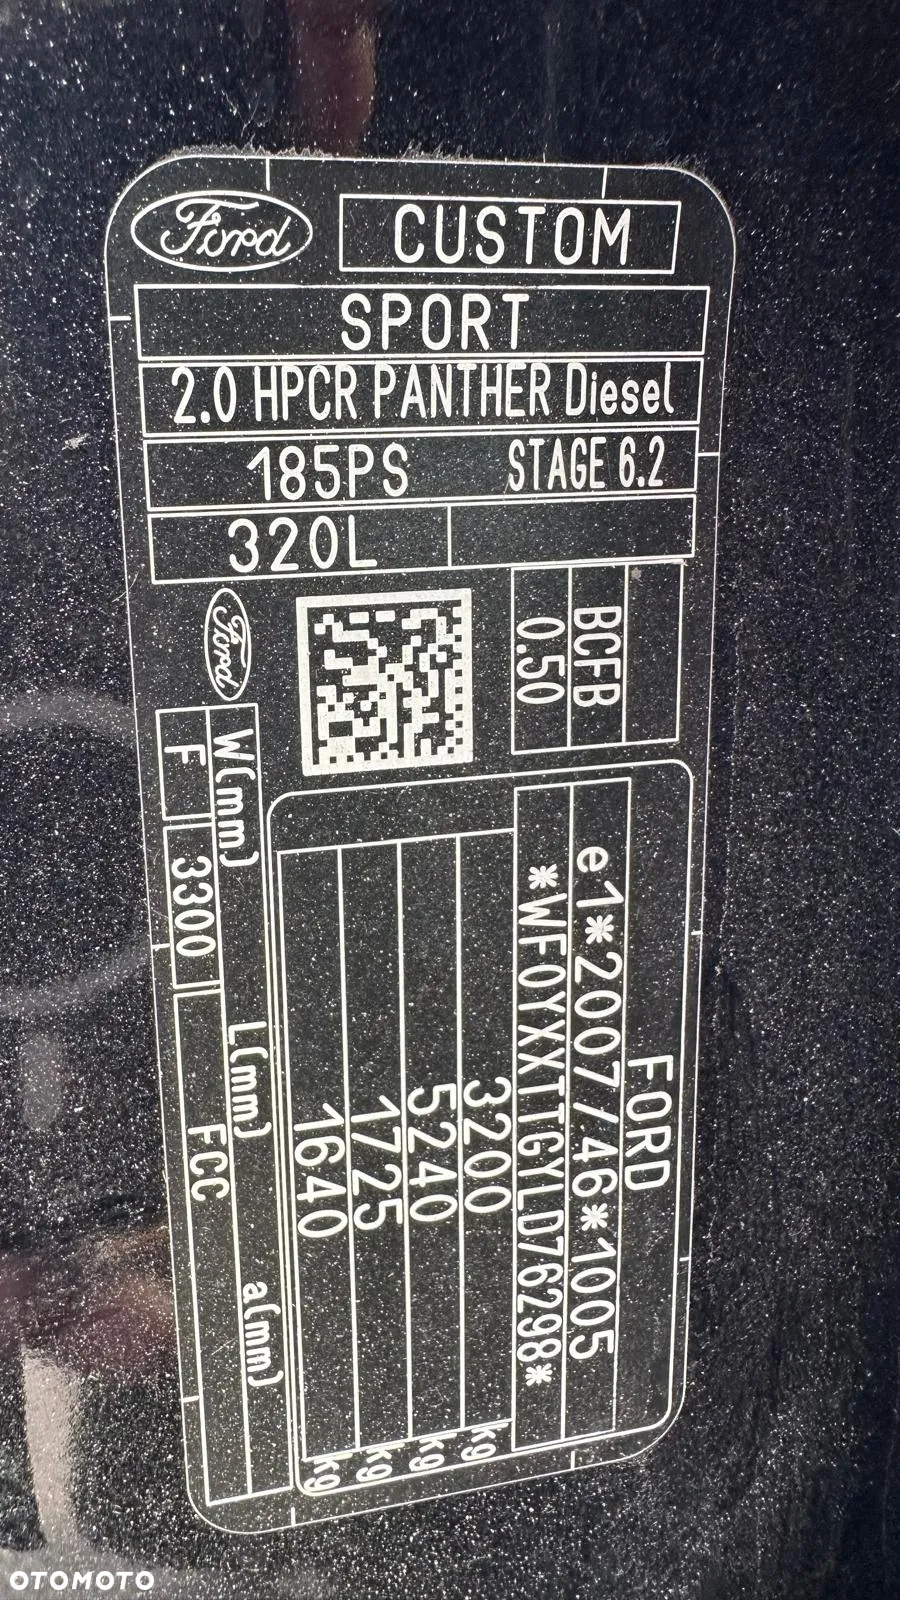 Ford
CUSTOM
SPORT
2.0 HPCR PANTHER Diesel
185PS STAGE 6.2
320L
Ford
BCFB
0.50
FORD
e1*2007/46*1005
*WF0YXXTTGYLD76298*
3200 kg
5240 kg
1725 kg
1640 kg
W(mm) L(mm) a(mm)
F 3300 FCC
OTOMOTO